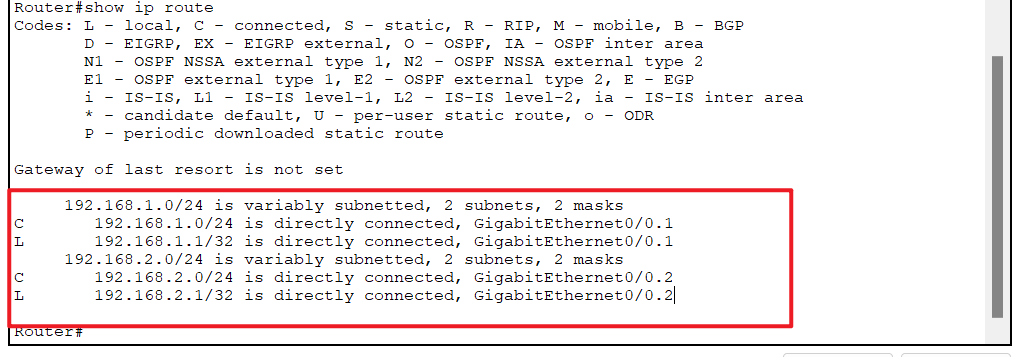 Router#show ip route
Codes: L - local, C - connected, S - static, R - RIP, M - mobile, B - BGP
       D - EIGRP, EX - EIGRP external, O - OSPF, IA - OSPF inter area
       N1 - OSPF NSSA external type 1, N2 - OSPF NSSA external type 2
       E1 - OSPF external type 1, E2 - OSPF external type 2, E - EGP
       i - IS-IS, L1 - IS-IS level-1, L2 - IS-IS level-2, ia - IS-IS inter area
       * - candidate default, U - per-user static route, o - ODR
       P - periodic downloaded static route

Gateway of last resort is not set

     192.168.1.0/24 is variably subnetted, 2 subnets, 2 masks
C       192.168.1.0/24 is directly connected, GigabitEthernet0/0.1
L       192.168.1.1/32 is directly connected, GigabitEthernet0/0.1
     192.168.2.0/24 is variably subnetted, 2 subnets, 2 masks
C       192.168.2.0/24 is directly connected, GigabitEthernet0/0.2
L       192.168.2.1/32 is directly connected, GigabitEthernet0/0.2

Router#